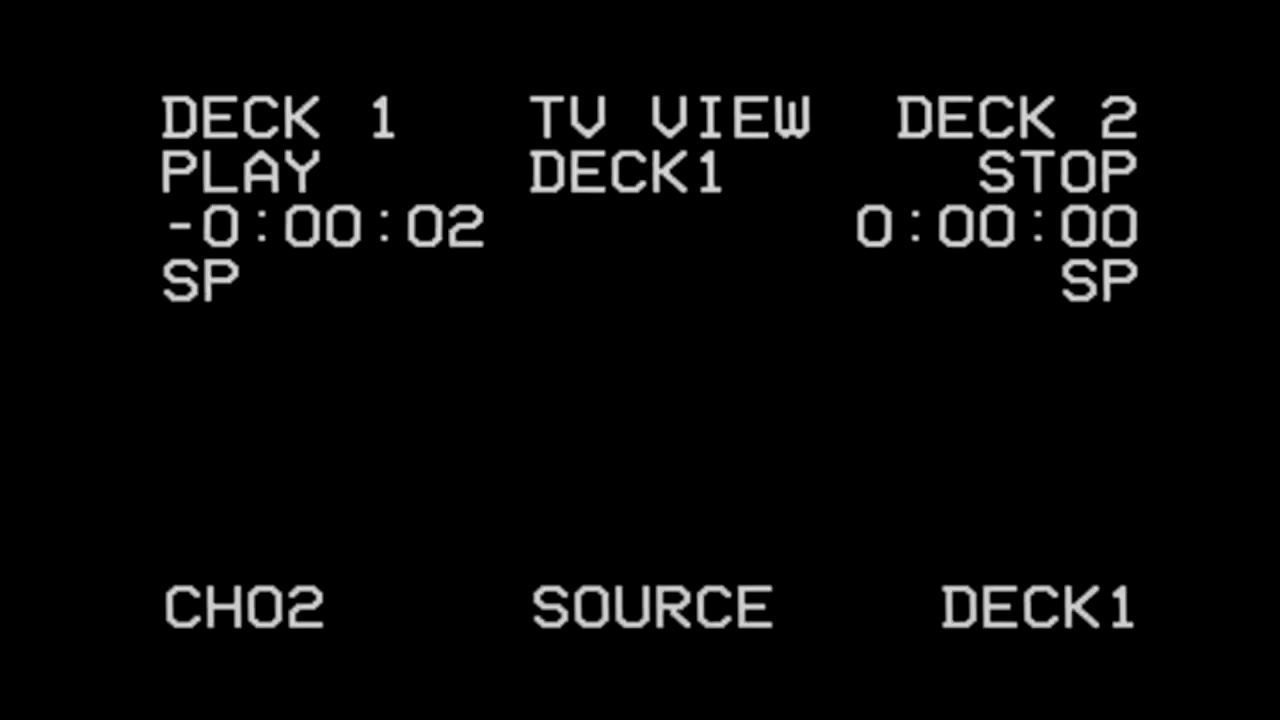 DECK 1 TV VIEW DECK 2
PLAY DECK1 STOP
-0:00:02 0:00:00
SP SP
CH02 SOURCE DECK1